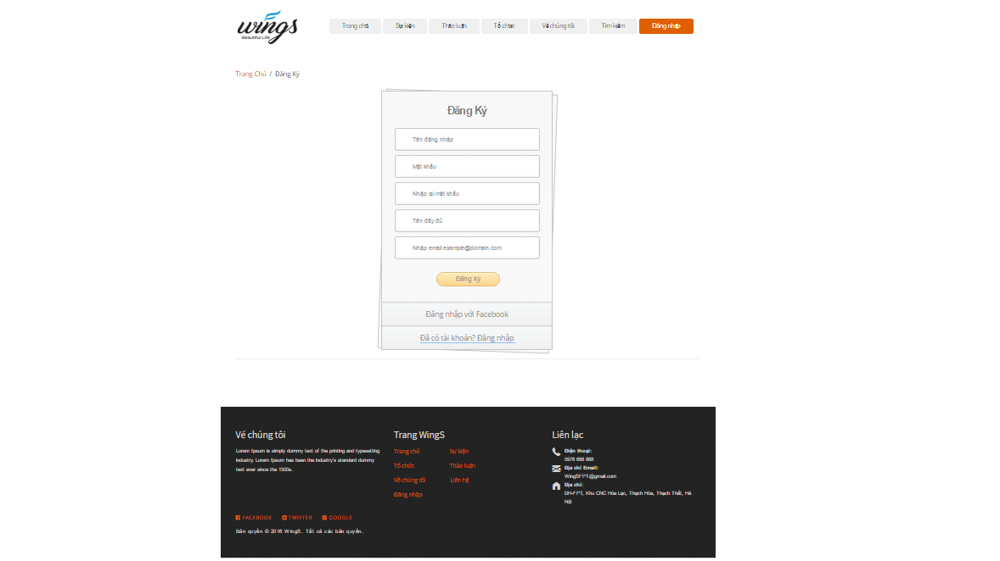 wings
Beautiful Life
Trang chủ Sự kiện Thảo luận Tổ chức Về chúng tôi Tìm kiếm Đăng nhập
Trang Chủ / Đăng Ký
Đăng Ký
Tên đăng nhập
Mật khẩu
Nhập lại mật khẩu
Tên đầy đủ
Nhập email example@domain.com
Đăng ký
Đăng nhập với Facebook
Đã có tài khoản? Đăng nhập
Về chúng tôi
Lorem Ipsum is simply dummy text of the printing and typesetting
industry. Lorem Ipsum has been the industry's standard dummy
text ever since the 1500s.
Trang WingS
Trang chủ Sự kiện
Tổ chức Thảo luận
Về chúng tôi Liên hệ
Đăng nhập
Liên lạc
Điện thoại:
0978 686 868
Địa chỉ Email:
WingSFPT@gmail.com
Địa chỉ:
ĐH-FPT, Khu CNC Hòa Lạc, Thạch Hòa, Thạch Thất, Hà
Nội
FACEBOOK TWITTER GOOGLE
Bản quyền © 2016 WingS. Tất cả các bản quyền.